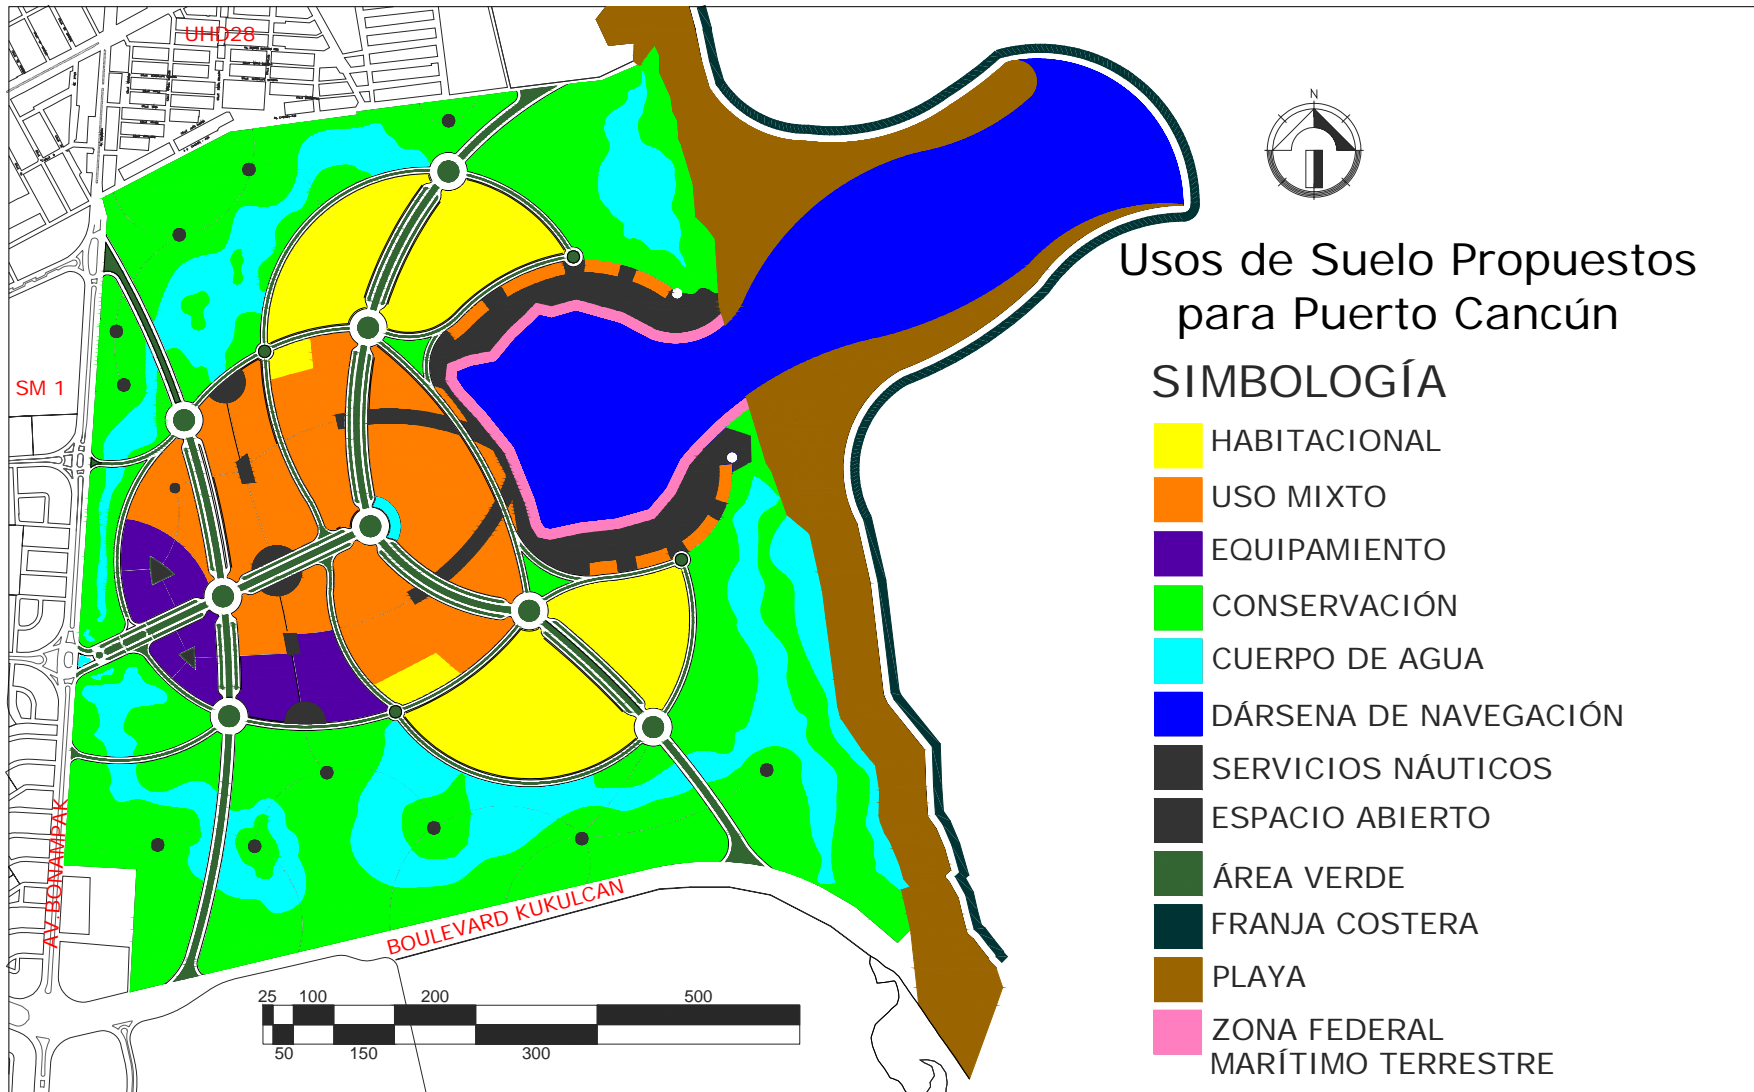 UHD28
N
Usos de Suelo Propuestos
para Puerto Cancún
SIMBOLOGÍA
HABITACIONAL
USO MIXTO
EQUIPAMIENTO
CONSERVACIÓN
CUERPO DE AGUA
DÁRSENA DE NAVEGACIÓN
SERVICIOS NÁUTICOS
ESPACIO ABIERTO
ÁREA VERDE
FRANJA COSTERA
PLAYA
ZONA FEDERAL
MARÍTIMO TERRESTRE
SM 1
AV.BONAMPAK
BOULEVARD KUKULCAN
25 100 200 500
50 150 300